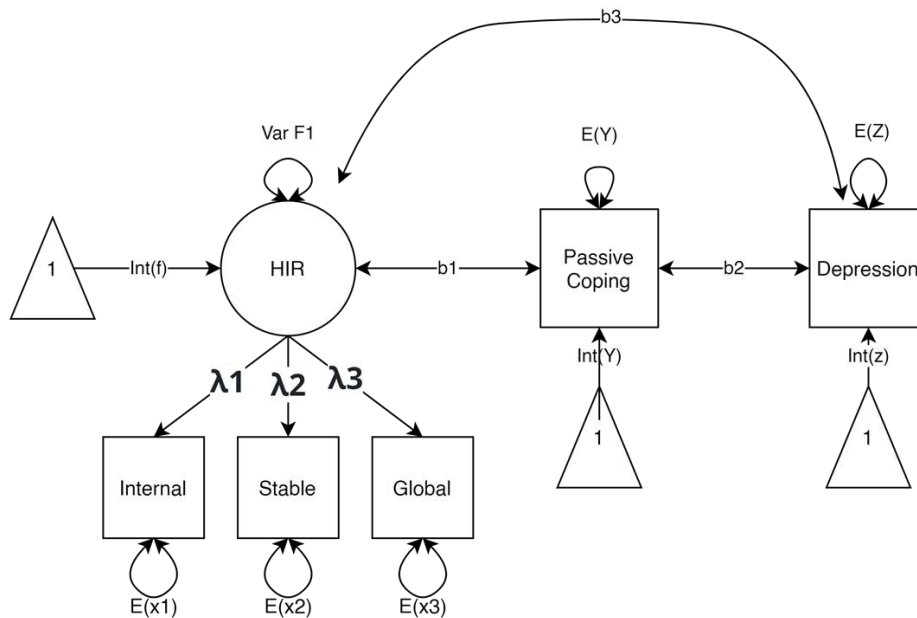 b3
Var F1
E(Y)
E(Z)
1
Int(f)
HIR
b1
Passive
Coping
b2
Depression
Int(Y)
Int(z)
λ1
λ2
λ3
1
1
Internal
Stable
Global
E(x1)
E(x2)
E(x3)